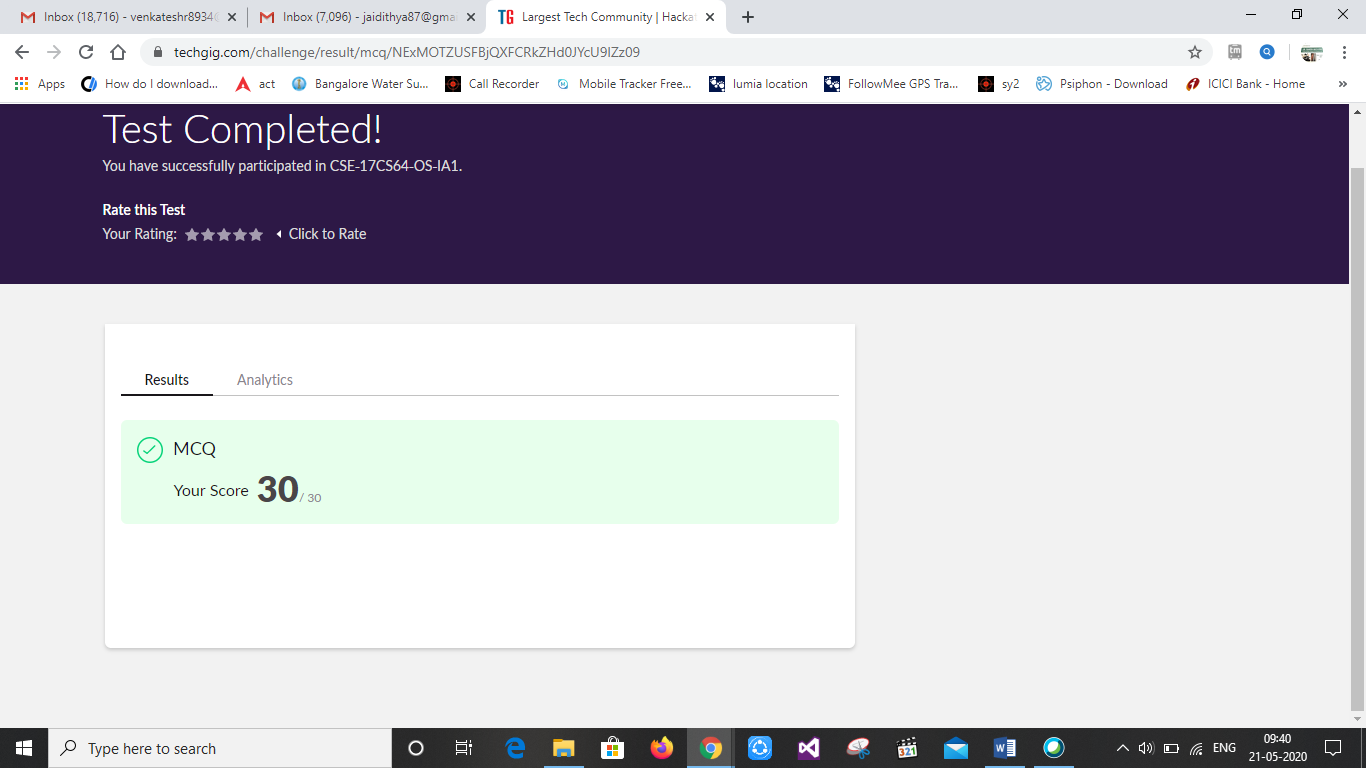 Inbox (18,716) - venkateshr8934
Inbox (7,096) - jaidithya87@gma
TG Largest Tech Community | Hacka
techgig.com/challenge/result/mcq/NExMOTZUSFBjQXFCRkZHd0JYcU9IZz09
Apps
How do I download...
act
Bangalore Water Su...
Call Recorder
Mobile Tracker Free...
lumia location
FollowMee GPS Tra...
sy2
Psiphon - Download
ICICI Bank - Home
»
Test Completed!
You have successfully participated in CSE-17CS64-OS-IA1.
Rate this Test
Your Rating:
Click to Rate
Results
Analytics
MCQ
Your Score 30 / 30
Type here to search
321
ENG
09:40
21-05-2020